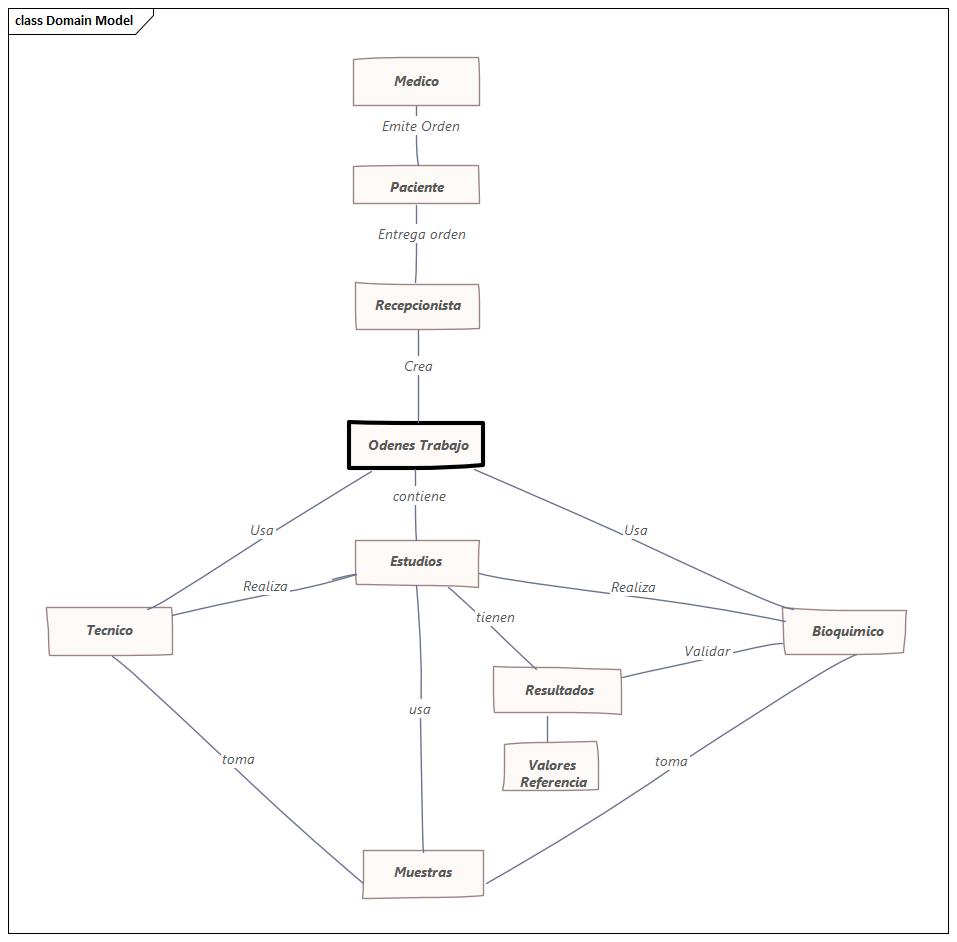 class Domain Model
Medico
Emite Orden
Paciente
Entrega orden
Recepcionista
Crea
Odenes Trabajo
contiene
Usa
Usa
Estudios
Realiza
Realiza
tienen
Tecnico
Bioquimico
Validar
Resultados
usa
toma
toma
Valores
Referencia
Muestras